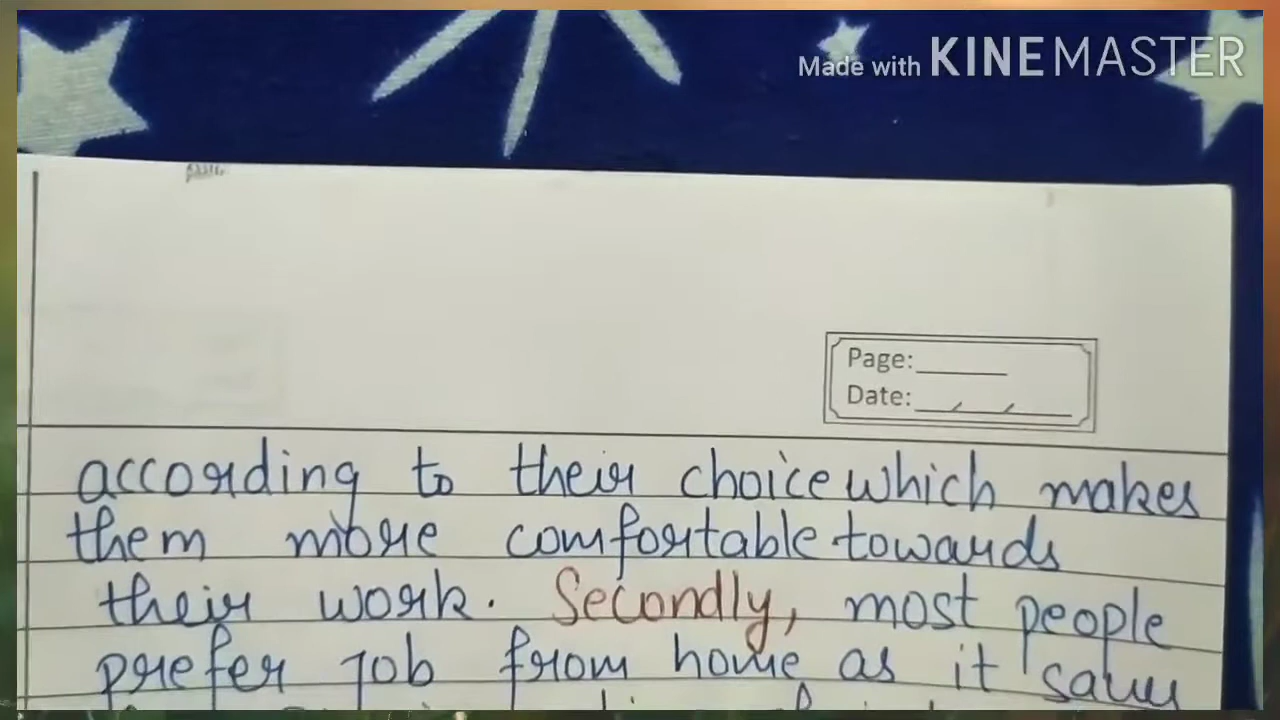 Made with KINEMASTER
Page:
Date:
according to their choice which makes
them more comfortable towards
their work. Secondly, most people
prefer job from home as it saves